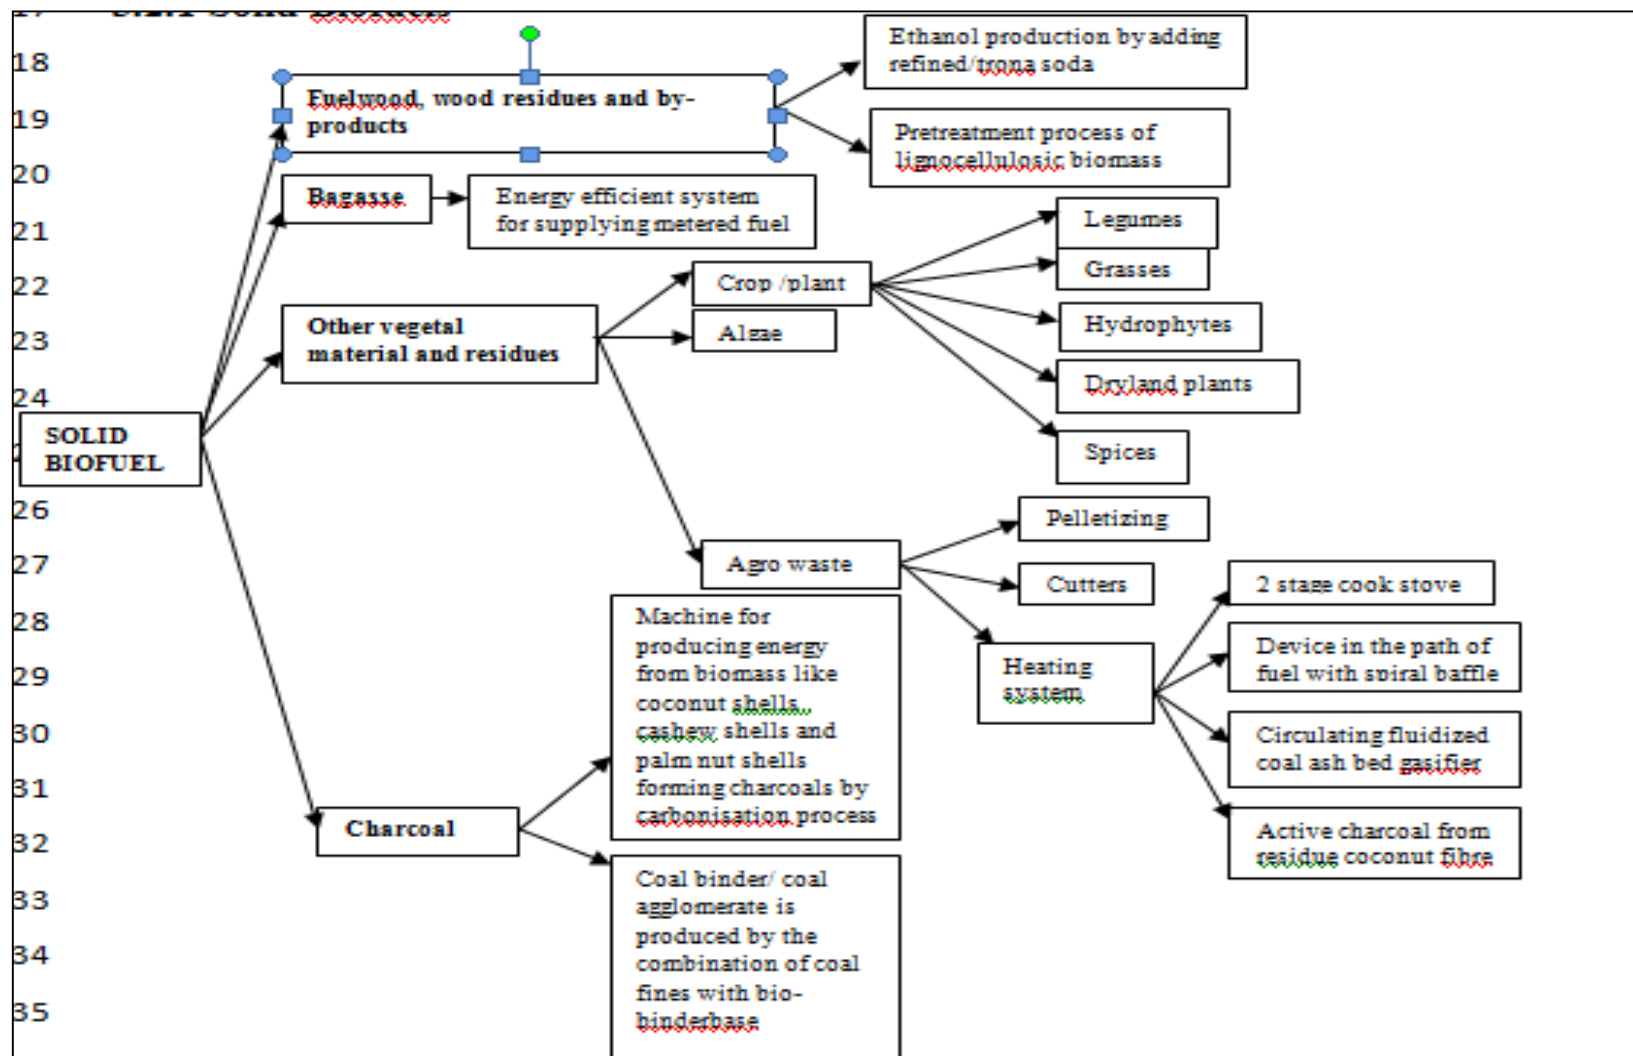 17
18
19
20
21
22
23
24
26
27
28
29
30
31
32
33
34
35
SOLID
BIOFUEL
Fuelwood, wood residues and by-
products
Ethanol production by adding
refined/trona soda
Pretreatment process of
lignocellulosic biomass
Bagasse
Energy efficient system
for supplying metered fuel
Other vegetal
material and residues
Crop /plant
Legumes
Grasses
Hydrophytes
Dryland plants
Spices
Algae
Agro waste
Pelletizing
Cutters
Heating
system
2 stage cook stove
Device in the path of
fuel with spiral baffle
Circulating fluidized
coal ash bed gasifier
Active charcoal from
residue coconut fibre
Charcoal
Machine for
producing energy
from biomass like
coconut shells,
cashew shells and
palm nut shells
forming charcoals by
carbonisation process
Coal binder/ coal
agglomerate is
produced by the
combination of coal
fines with bio-
binderbase